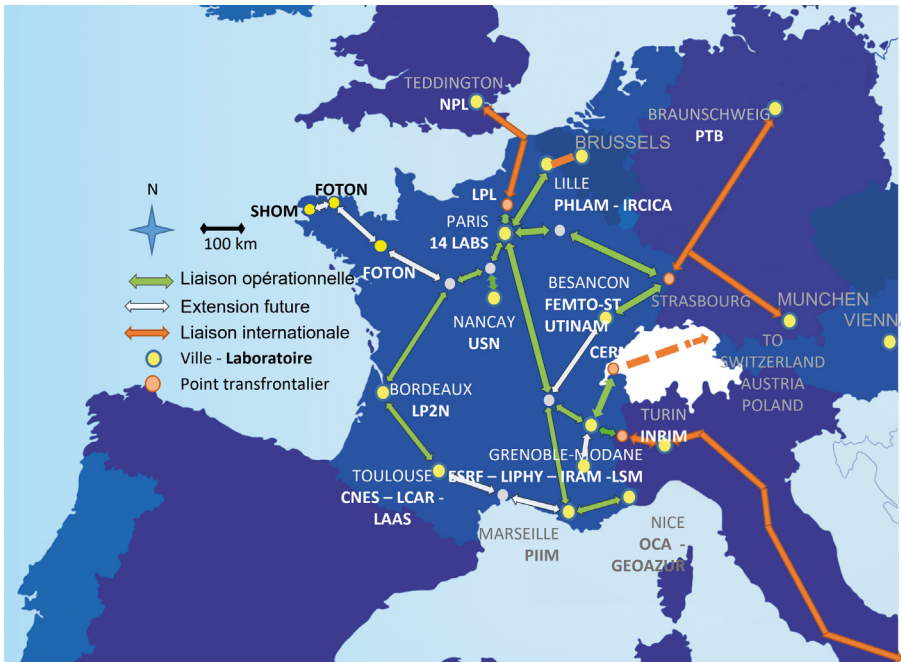 TEDDINGTON
NPL
BRAUNSCHWEIG
PTB
BRUSSELS
N
100 km
FOTON
SHOM
FOTON
LPL
LILLE
PHLAM - IRCICA
PARIS
14 LABS
Liaison opérationnelle
Extension future
Liaison internationale
Ville - Laboratoire
Point transfrontalier
NANCAY
USN
BESANCON
FEMTO-ST
UTINAM
STRASBOURG
MUNCHEN
VIENNA
CERN
TO
SWITZERLAND
AUSTRIA
POLAND
BORDEAUX
LP2N
TURIN
INRIM
GRENOBLE-MODANE
ESRF – LIPHY – IRAM -LSM
TOULOUSE
CNES – LCAR -
LAAS
MARSEILLE
PIIM
NICE
OCA -
GEOAZUR